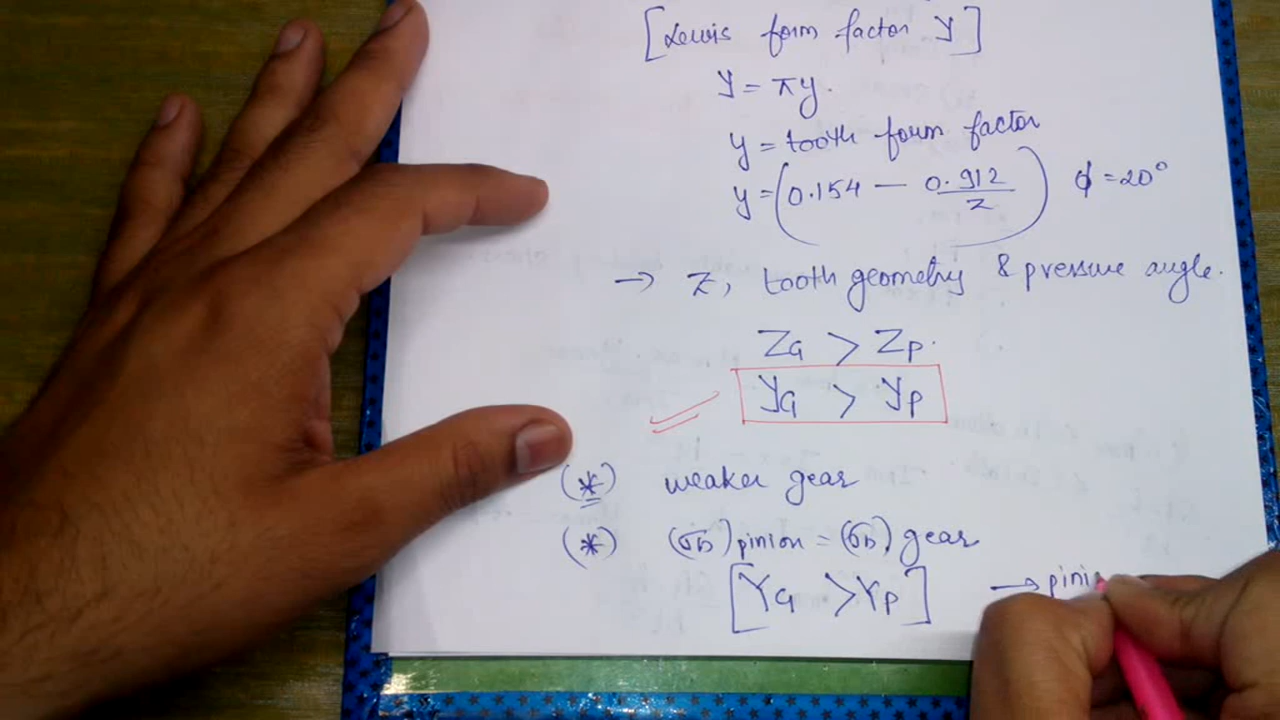 [Lewis form factor Y]
Y = πy.
y = tooth form factor
y = (0.154 — 0.912/z) ϕ = 20°
→ z, tooth geometry & pressure angle.
ZG > ZP.
YG > YP
(*) weaker gear
(*) (σb)pinion = (σb) gear
[YG > YP] → pini